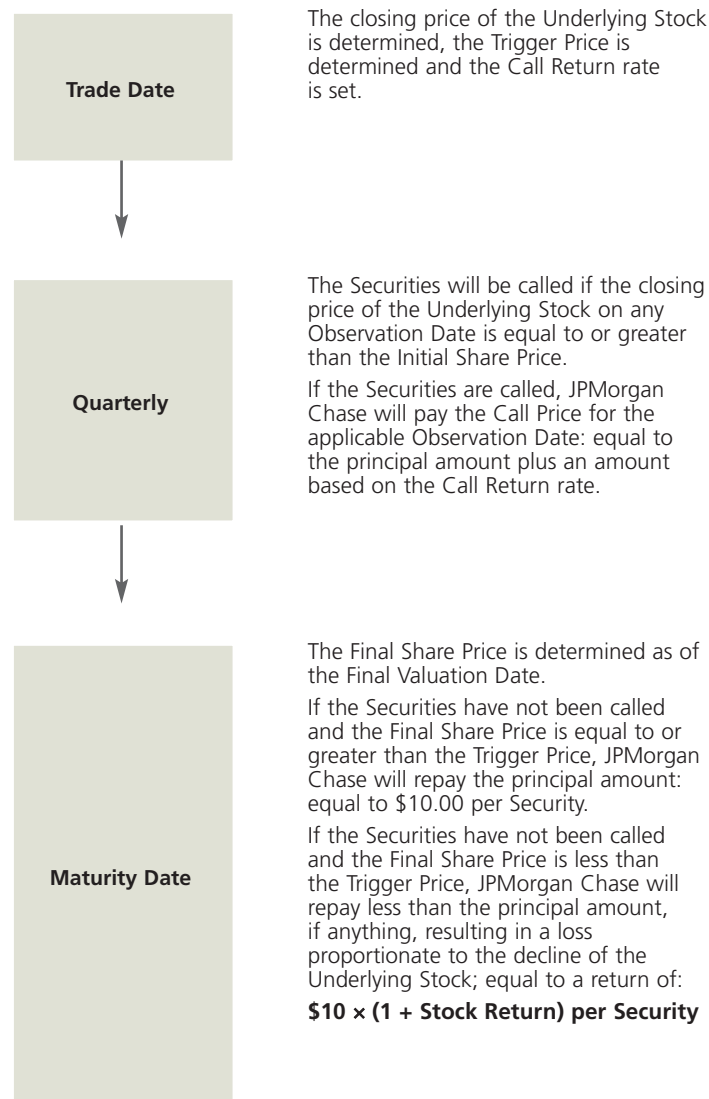 Trade Date
The closing price of the Underlying Stock
is determined, the Trigger Price is
determined and the Call Return rate
is set.
Quarterly
The Securities will be called if the closing
price of the Underlying Stock on any
Observation Date is equal to or greater
than the Initial Share Price.
If the Securities are called, JPMorgan
Chase will pay the Call Price for the
applicable Observation Date: equal to
the principal amount plus an amount
based on the Call Return rate.
Maturity Date
The Final Share Price is determined as of
the Final Valuation Date.
If the Securities have not been called
and the Final Share Price is equal to or
greater than the Trigger Price, JPMorgan
Chase will repay the principal amount:
equal to $10.00 per Security.
If the Securities have not been called
and the Final Share Price is less than
the Trigger Price, JPMorgan Chase will
repay less than the principal amount,
if anything, resulting in a loss
proportionate to the decline of the
Underlying Stock; equal to a return of:
$10 × (1 + Stock Return) per Security